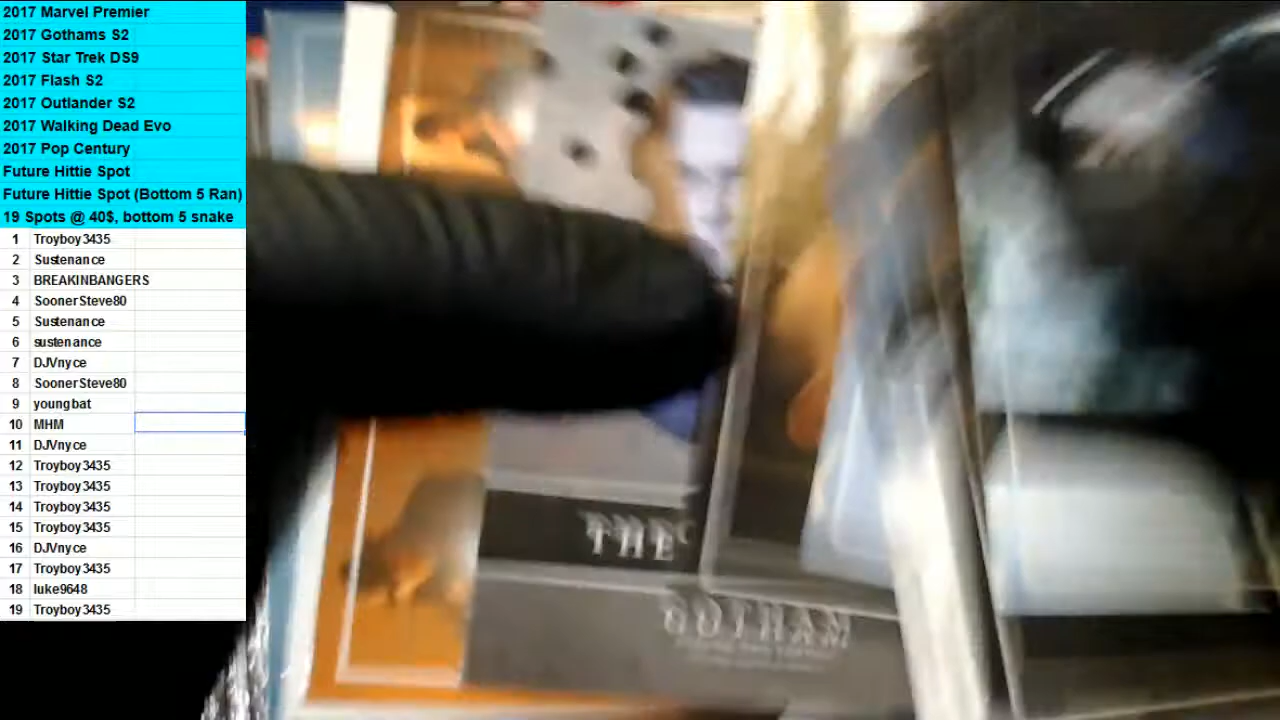 2017 Marvel Premier
2017 Gothams S2
2017 Star Trek DS9
2017 Flash S2
2017 Outlander S2
2017 Walking Dead Evo
2017 Pop Century
Future Hittie Spot
Future Hittie Spot (Bottom 5 Ran)
19 Spots @ 40$, bottom 5 snake
1 Troyboy3435
2 Sustenance
3 BREAKINBANGERS
4 SoonerSteve80
5 Sustenance
6 sustenance
7 DJVnyce
8 SoonerSteve80
9 youngbat
10 MHM
11 DJVnyce
12 Troyboy3435
13 Troyboy3435
14 Troyboy3435
15 Troyboy3435
16 DJVnyce
17 Troyboy3435
18 luke9648
19 Troyboy3435
THE
GOTHAM